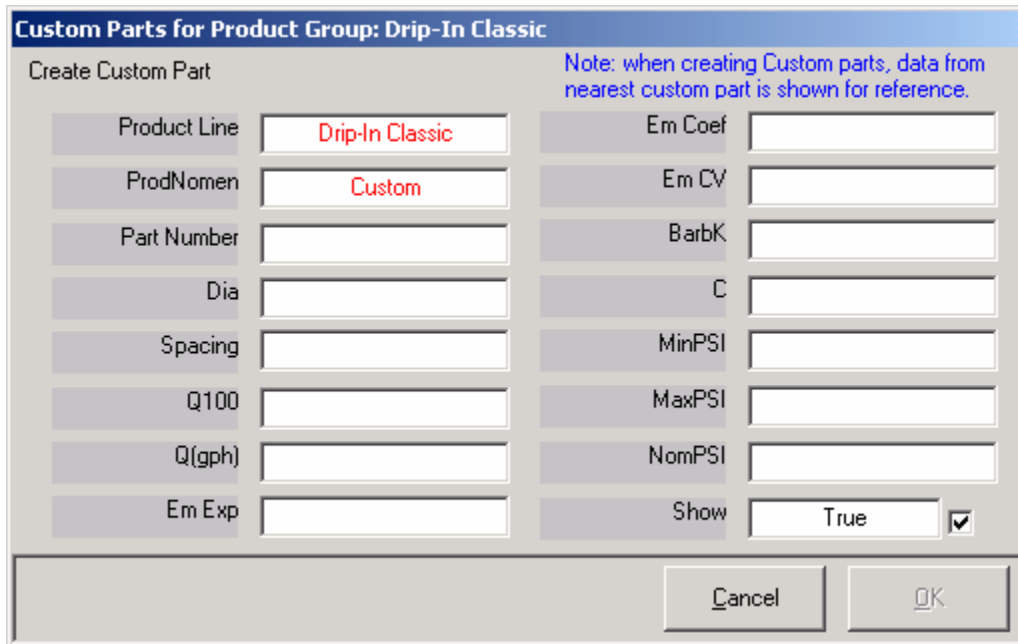 Custom Parts for Product Group: Drip-In Classic
Create Custom Part
Note: when creating Custom parts, data from
nearest custom part is shown for reference.
Product Line
Drip-In Classic
ProdNomen
Custom
Part Number
Dia
Spacing
Q100
Q(gph)
Em Exp
Em Coef
Em CV
BarbK
C
MinPSI
MaxPSI
NomPSI
Show
True
Cancel
OK